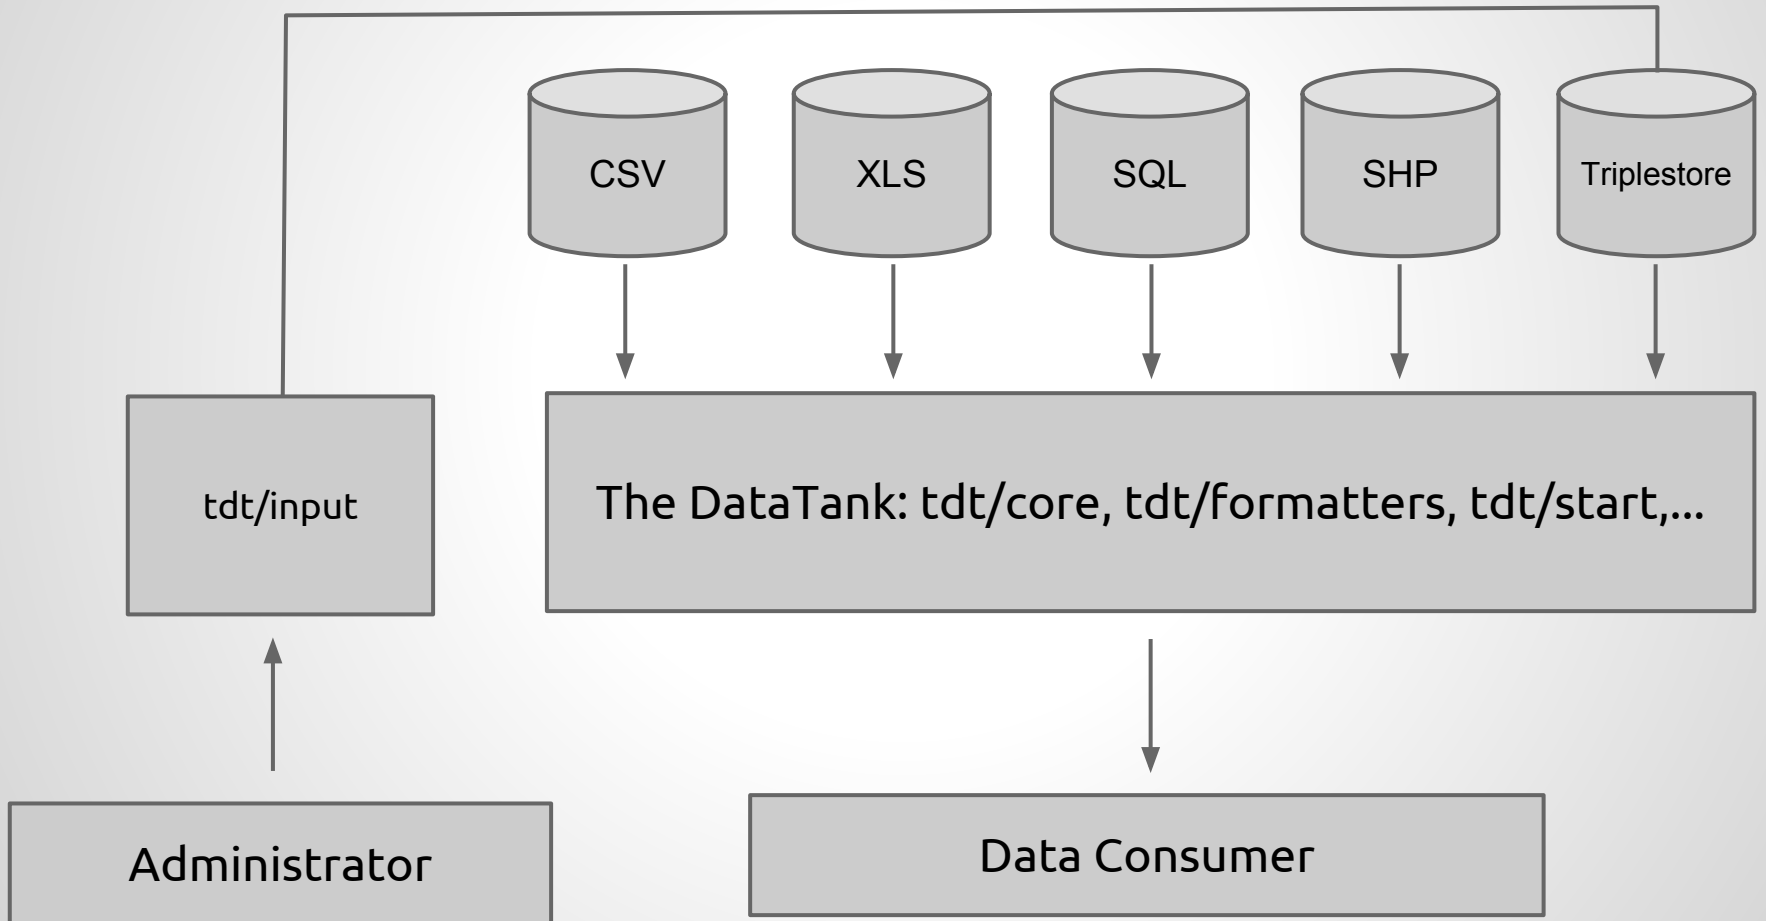 CSV
XLS
SQL
SHP
Triplestore
tdt/input
The DataTank: tdt/core, tdt/formatters, tdt/start,...
Administrator
Data Consumer